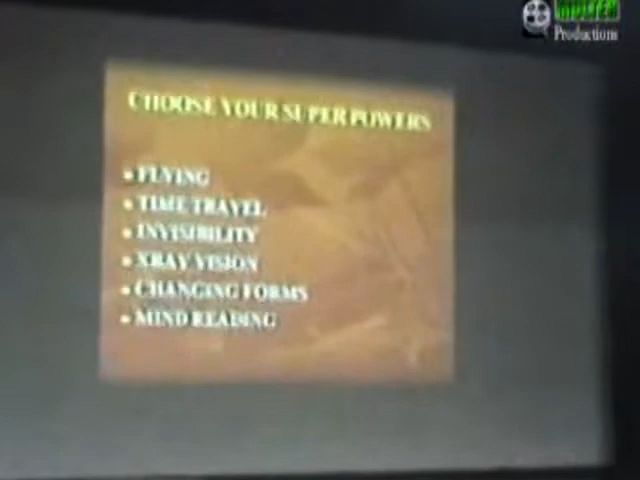 Productions
CHOOSE YOUR SUPER POWERS
FLYING
TIME TRAVEL
INVISIBILITY
XRAY VISION
CHANGING FORMS
MIND READING